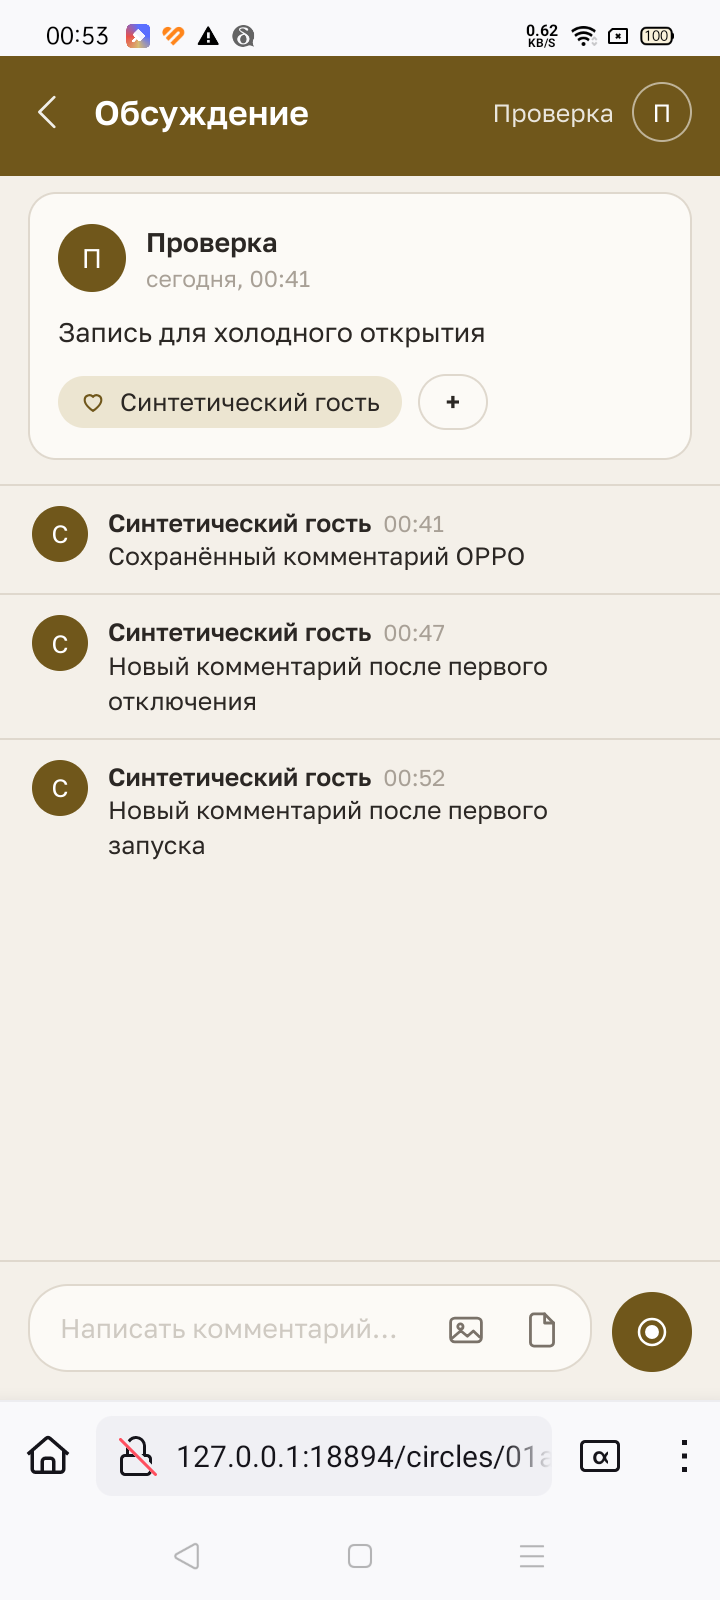 00:53
0.62
KB/S
100
Обсуждение
Проверка
П
П
Проверка
сегодня, 00:41
Запись для холодного открытия
Синтетический гость
+
С
Синтетический гость 00:41
Сохранённый комментарий OPPO
С
Синтетический гость 00:47
Новый комментарий после первого
отключения
С
Синтетический гость 00:52
Новый комментарий после первого
запуска
Написать комментарий...
127.0.0.1:18894/circles/01a
α